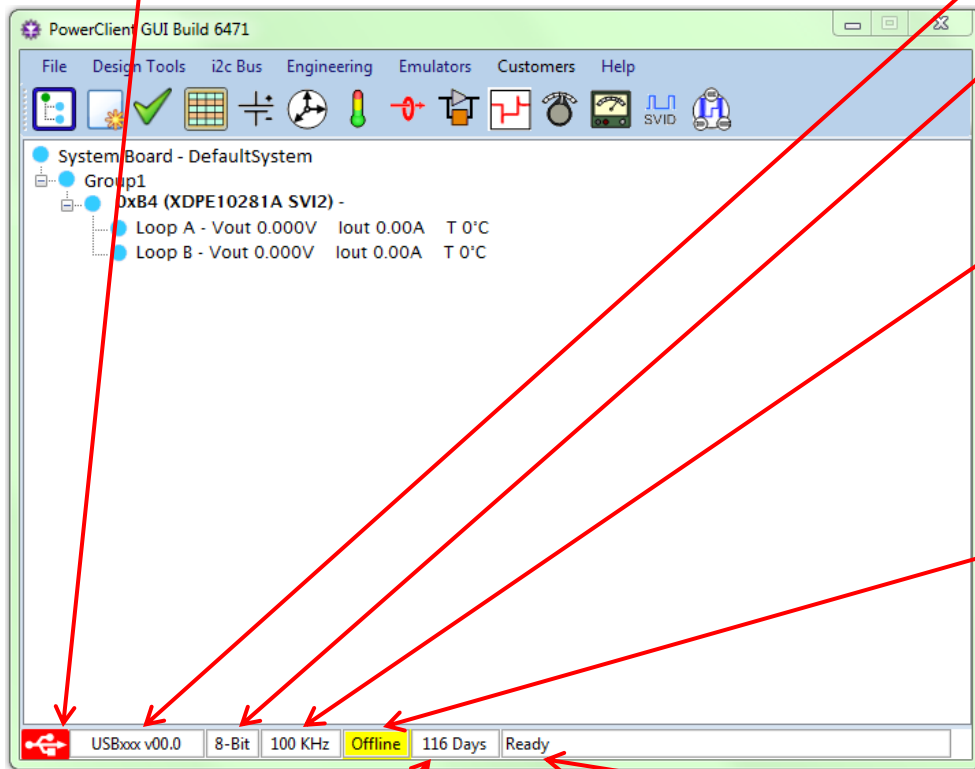 PowerClient GUI Build 6471
File Design Tools i2c Bus Engineering Emulators Customers Help
SVID
System Board - DefaultSystem
Group1
0xB4 (XDPE10281A SVI2) -
Loop A - Vout 0.000V Iout 0.00A T 0°C
Loop B - Vout 0.000V Iout 0.00A T 0°C
USBxxx v00.0 8-Bit 100 KHz Offline 116 Days Ready